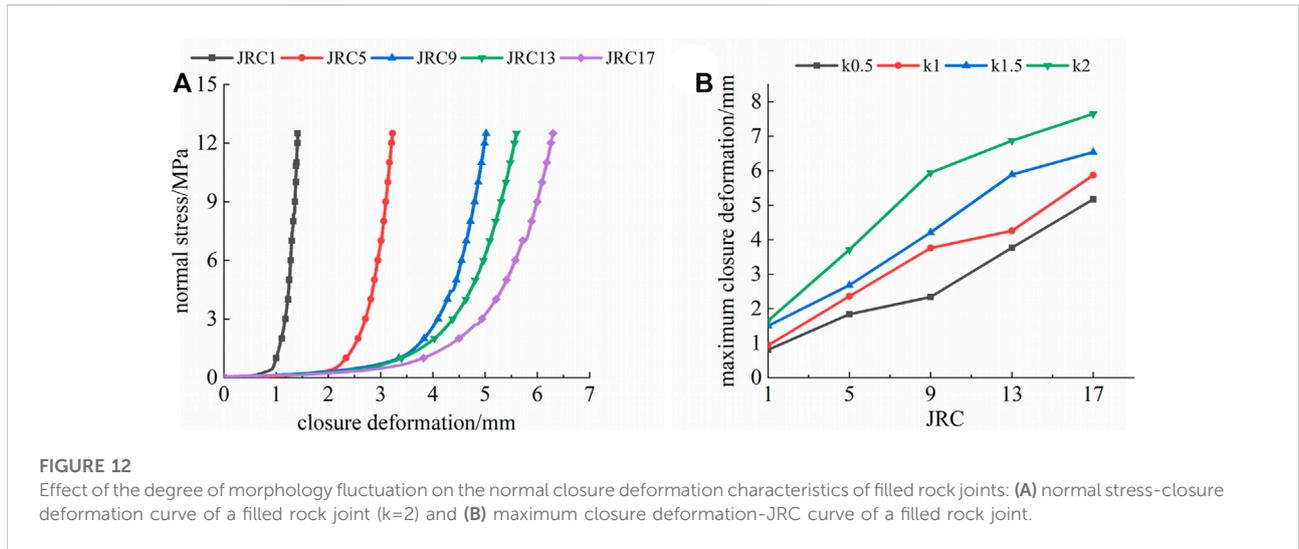 JRC1 JRC5 JRC9 JRC13 JRC17
A
15
12
9
6
3
0
normal stress/MPa
0 1 2 3 4 5 6 7
closure deformation/mm
k0.5 k1 k1.5 k2
B
8
7
6
5
4
3
2
1
0
maximum closure deformation/mm
1 5 9 13 17
JRC
FIGURE 12
Effect of the degree of morphology fluctuation on the normal closure deformation characteristics of filled rock joints: (A) normal stress-closure
deformation curve of a filled rock joint (k=2) and (B) maximum closure deformation-JRC curve of a filled rock joint.